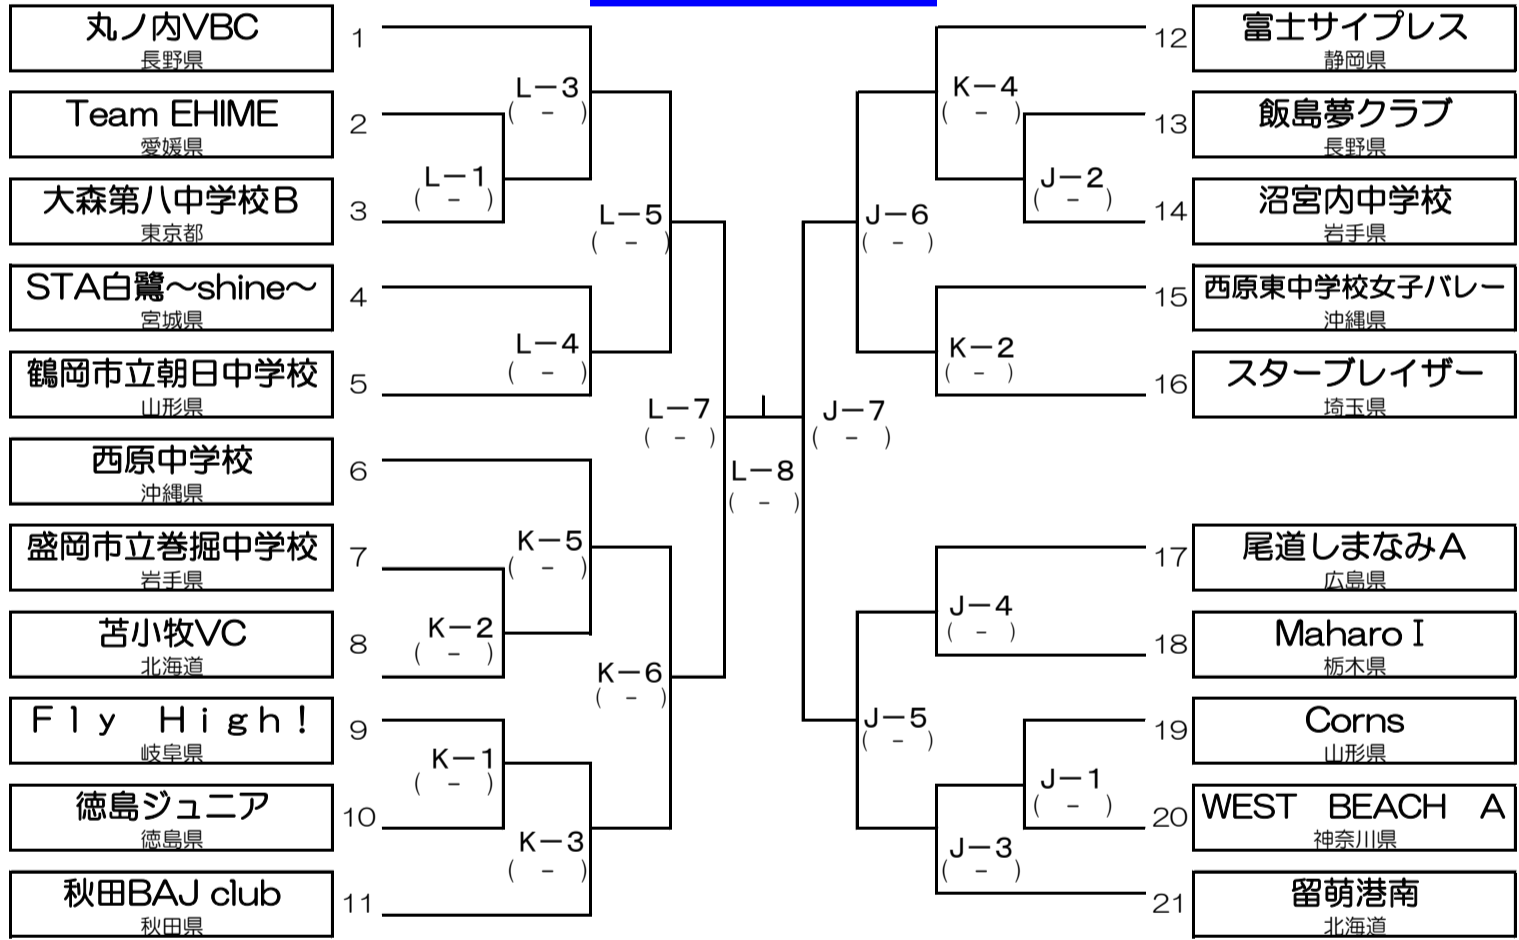 丸ノ内VBC
長野県
1
Team EHIME
愛媛県
2
大森第八中学校B
東京都
3
STA白鷺～shine～
宮城県
4
鶴岡市立朝日中学校
山形県
5
西原中学校
沖縄県
6
盛岡市立巻掘中学校
岩手県
7
苫小牧VC
北海道
8
Ｆｌｙ　Ｈｉｇｈ！
岐阜県
9
徳島ジュニア
徳島県
10
秋田BAJ club
秋田県
11
L－3
( － )
L－1
( － )
L－5
( － )
L－4
( － )
L－7
( － )
K－5
( － )
K－2
( － )
K－6
( － )
K－1
( － )
K－3
( － )
L－8
( － )
K－4
( － )
J－2
( － )
J－6
( － )
K－2
( － )
J－7
( － )
J－4
( － )
J－5
( － )
J－1
( － )
J－3
( － )
12
富士サイプレス
静岡県
13
飯島夢クラブ
長野県
14
沼宮内中学校
岩手県
15
西原東中学校女子バレー
沖縄県
16
スターブレイザー
埼玉県
17
尾道しまなみA
広島県
18
Maharo I
栃木県
19
Corns
山形県
20
WEST　BEACH　A
神奈川県
21
留萌港南
北海道